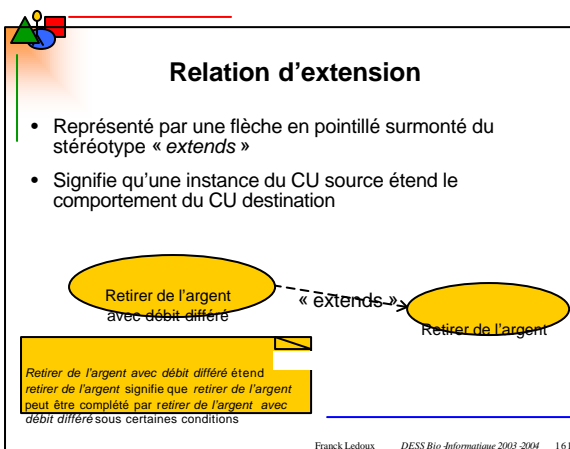 Relation d'extension
• Représenté par une flèche en pointillé surmonté du
stéréotype « extends »
• Signifie qu'une instance du CU source étend le
comportement du CU destination
Retirer de l'argent
avec débit différé
« extends »
Retirer de l'argent
Retirer de l'argent avec débit différé étend
retirer de l'argent signifie que retirer de l'argent
peut être complété par retirer de l'argent avec
débit différé sous certaines conditions
Franck Ledoux DESS Bio-Informatique 2003-2004 161